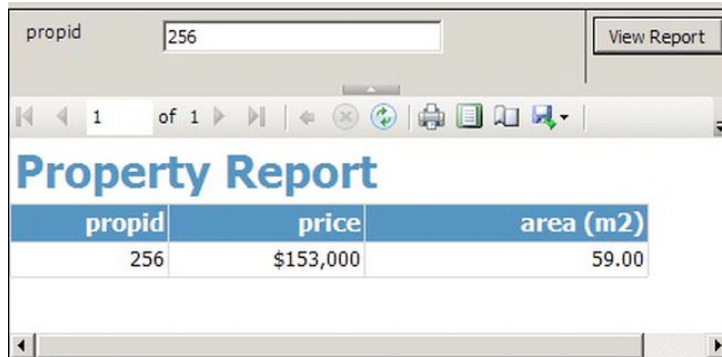 propid 256 View Report
1 of 1
Property Report
propid price area (m2)
256 $153,000 59.00